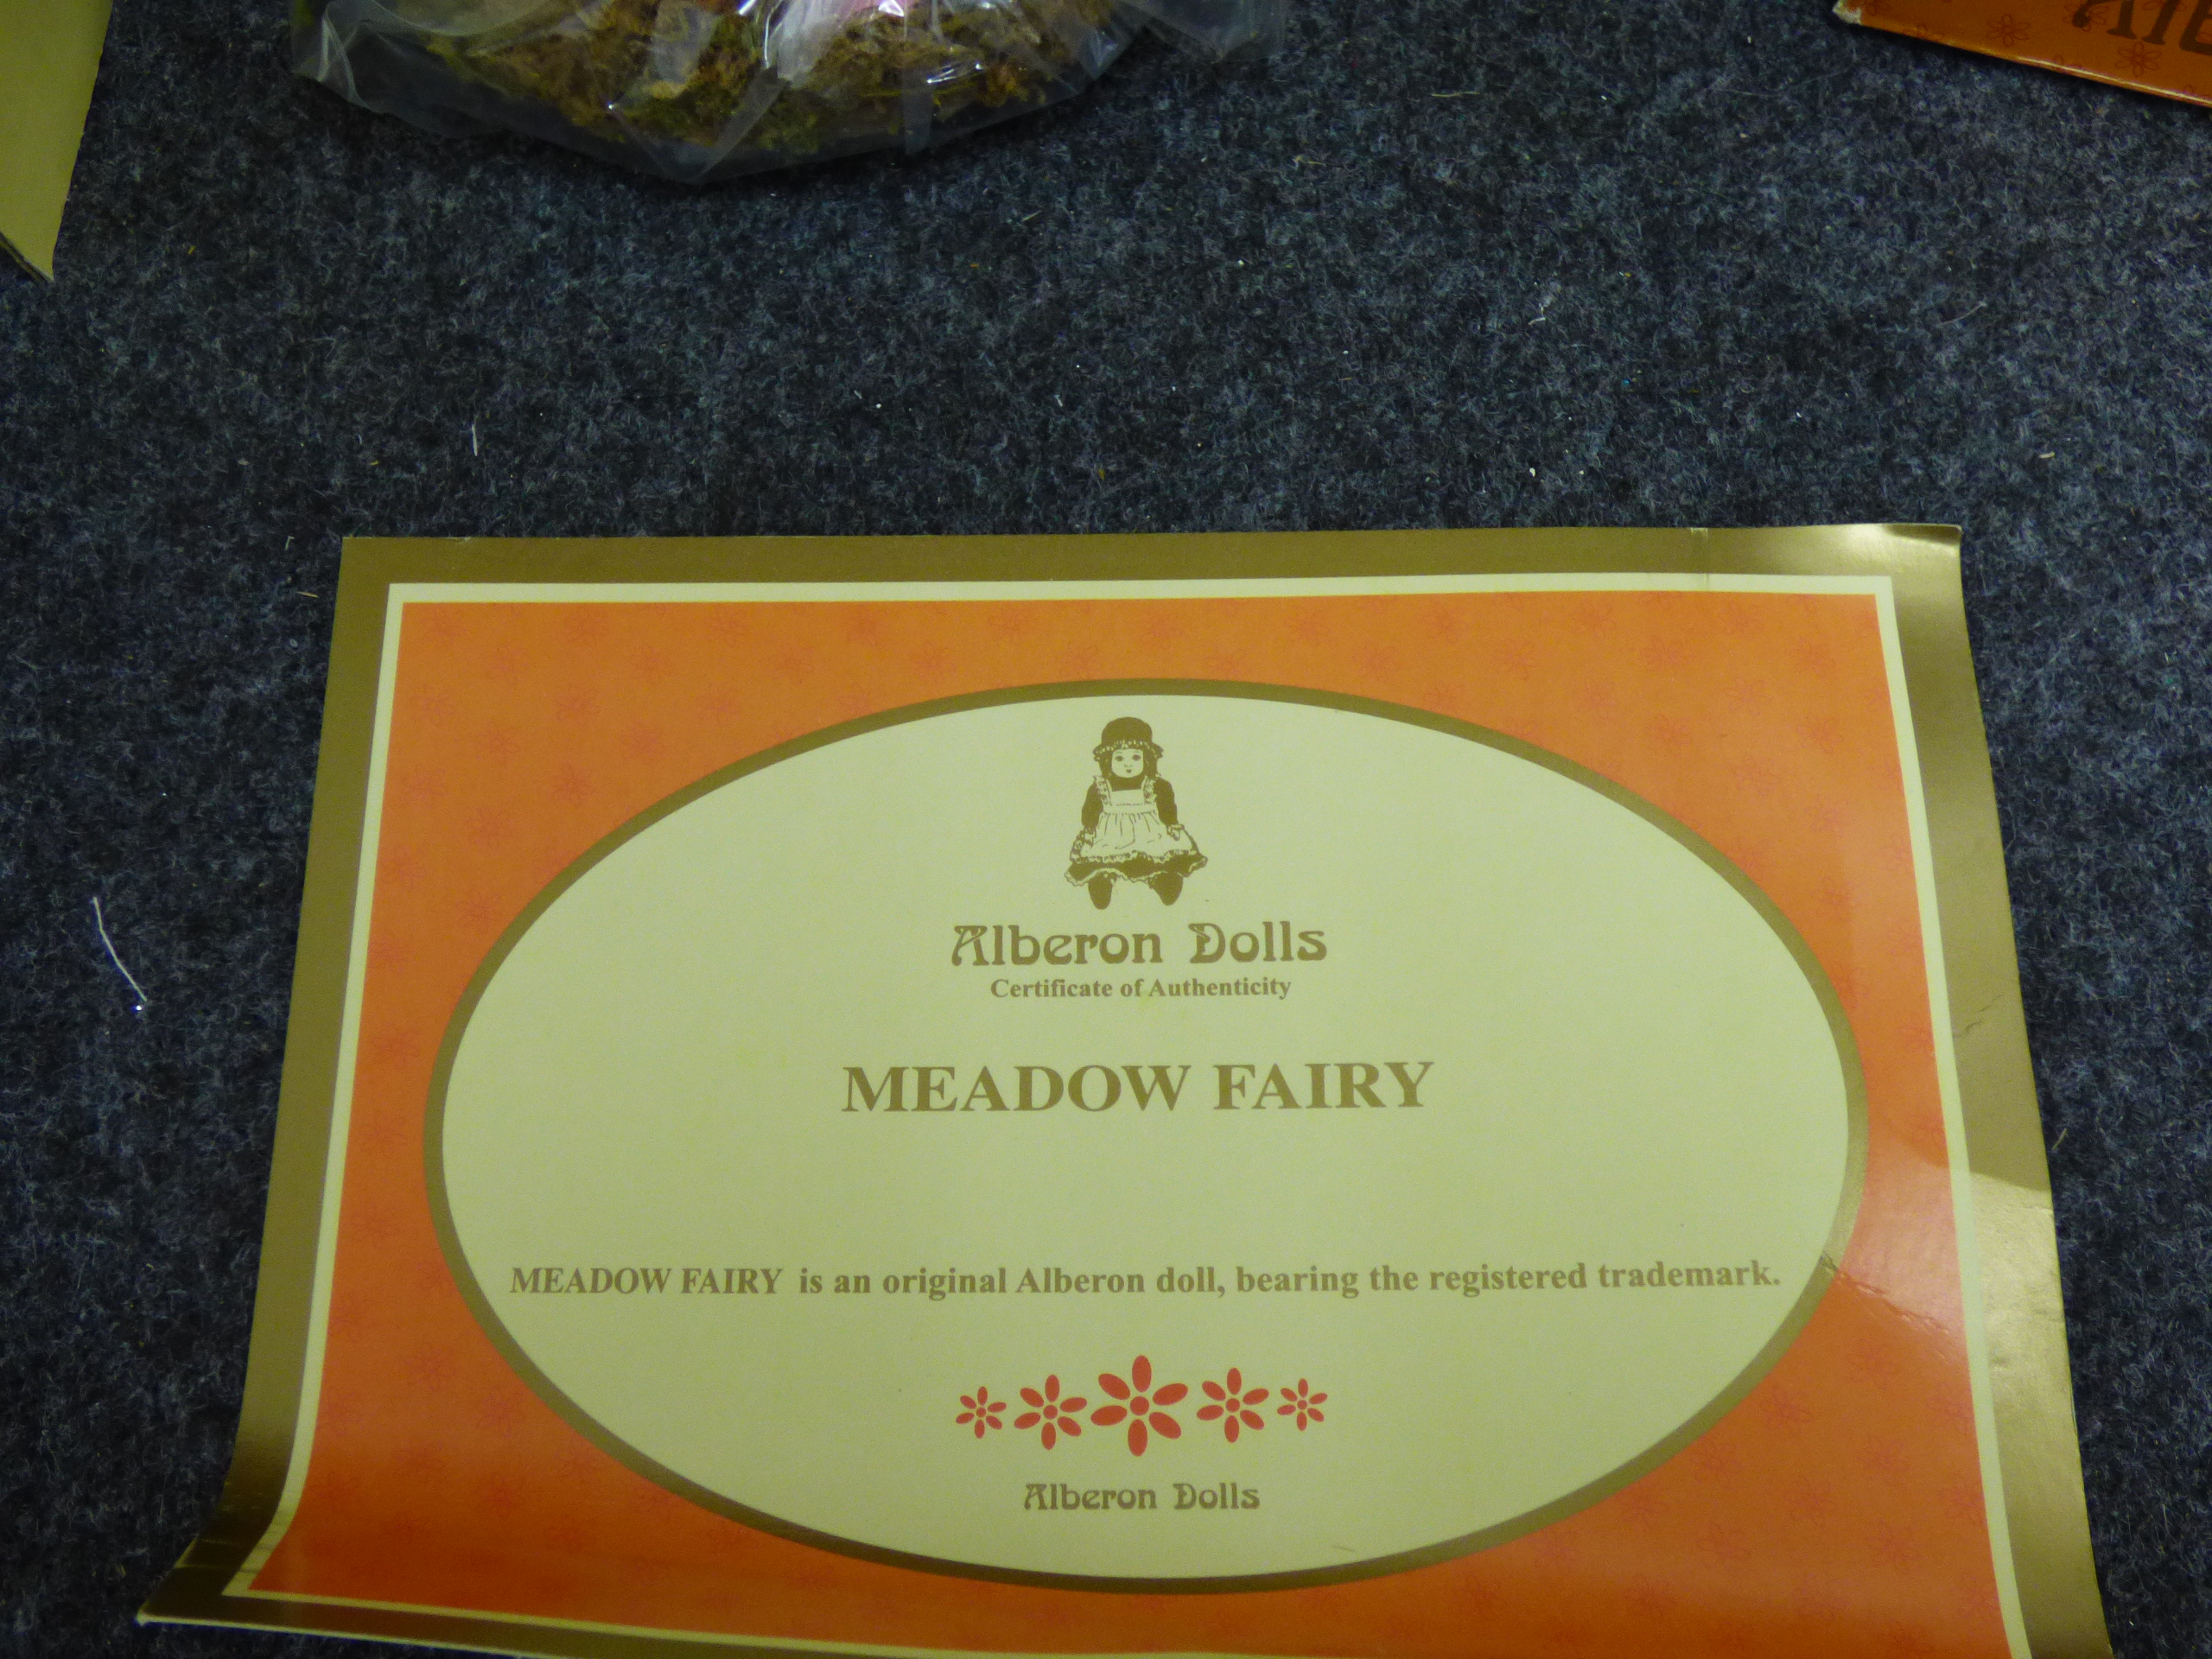 Alberon Dolls
Certificate of Authenticity
MEADOW FAIRY
MEADOW FAIRY is an original Alberon doll, bearing the registered trademark.
Alberon Dolls